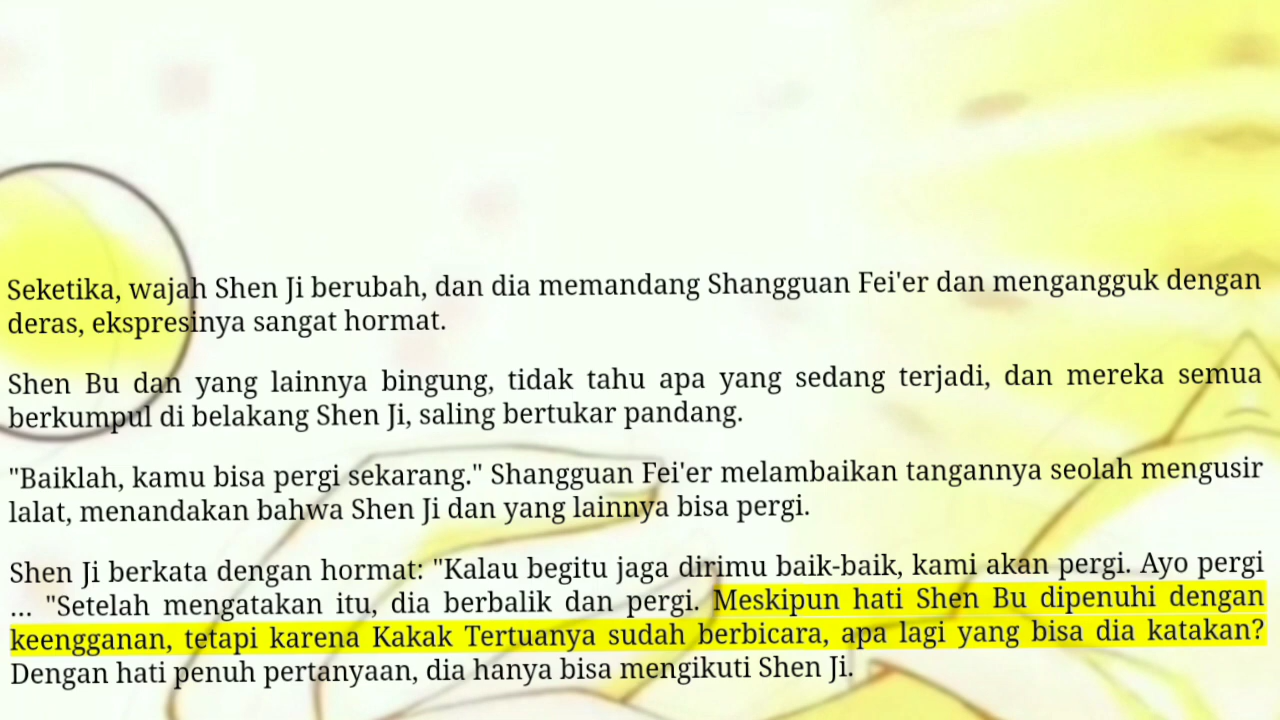 Seketika, wajah Shen Ji berubah, dan dia memandang Shangguan Fei'er dan mengangguk dengan
deras, ekspresinya sangat hormat.
Shen Bu dan yang lainnya bingung, tidak tahu apa yang sedang terjadi, dan mereka semua
berkumpul di belakang Shen Ji, saling bertukar pandang.
"Baiklah, kamu bisa pergi sekarang." Shangguan Fei'er melambaikan tangannya seolah mengusir
lalat, menandakan bahwa Shen Ji dan yang lainnya bisa pergi.
Shen Ji berkata dengan hormat: "Kalau begitu jaga dirimu baik-baik, kami akan pergi. Ayo pergi
... "Setelah mengatakan itu, dia berbalik dan pergi. Meskipun hati Shen Bu dipenuhi dengan
keengganan, tetapi karena Kakak Tertuanya sudah berbicara, apa lagi yang bisa dia katakan?
Dengan hati penuh pertanyaan, dia hanya bisa mengikuti Shen Ji.